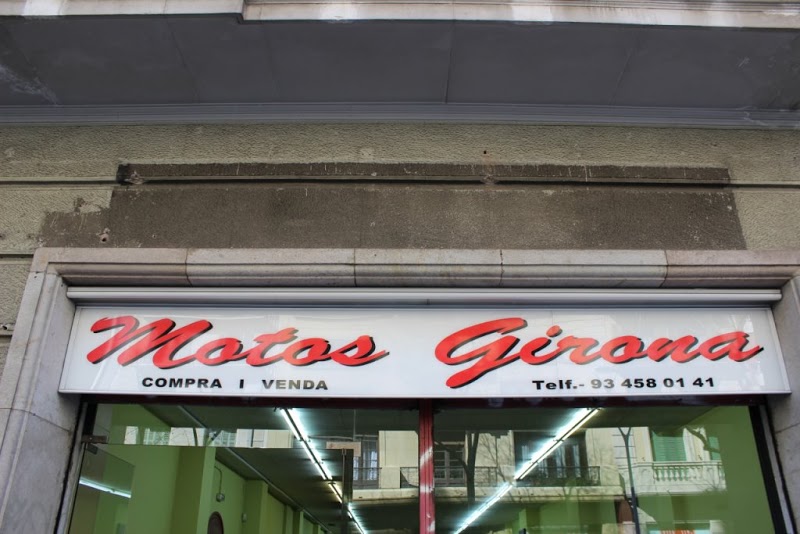 Motos Girona
COMPRA I VENDA Telf.- 93 458 01 41